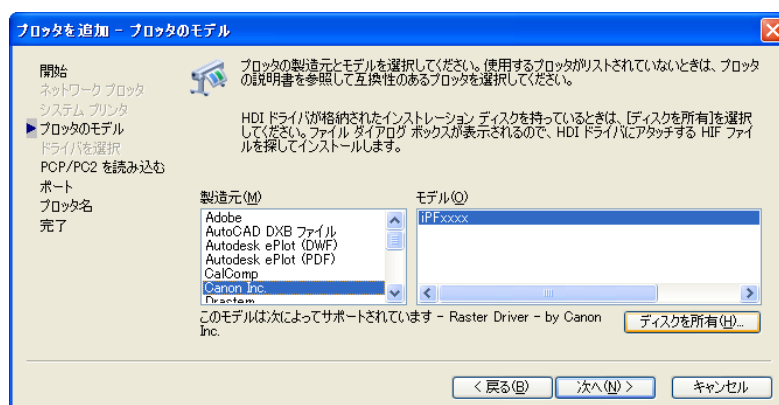 プロッタを追加 - プロッタのモデル
開始
ネットワーク プロッタ
システム プリンタ
プロッタのモデル
ドライバを選択
PCP/PC2 を読み込む
ポート
プロッタ名
完了
プロッタの製造元とモデルを選択してください。使用するプロッタがリストされていないときは、プロッタ
の説明書を参照して互換性のあるプロッタを選択してください。
HDI ドライバが格納されたインストレーション ディスクを持っているときは、[ディスクを所有]を選択
してください。ファイル ダイアログ ボックスが表示されるので、HDI ドライバにアタッチする HIF ファイ
ルを探してインストールします。
製造元(M)
Adobe
AutoCAD DXB ファイル
Autodesk ePlot (DWF)
Autodesk ePlot (PDF)
CalComp
Canon Inc.
Drastem
モデル(O)
iPFxxxx
このモデルは次によってサポートされています - Raster Driver - by Canon
Inc.
ディスクを所有(H)...
< 戻る(B)
次へ(N) >
キャンセル